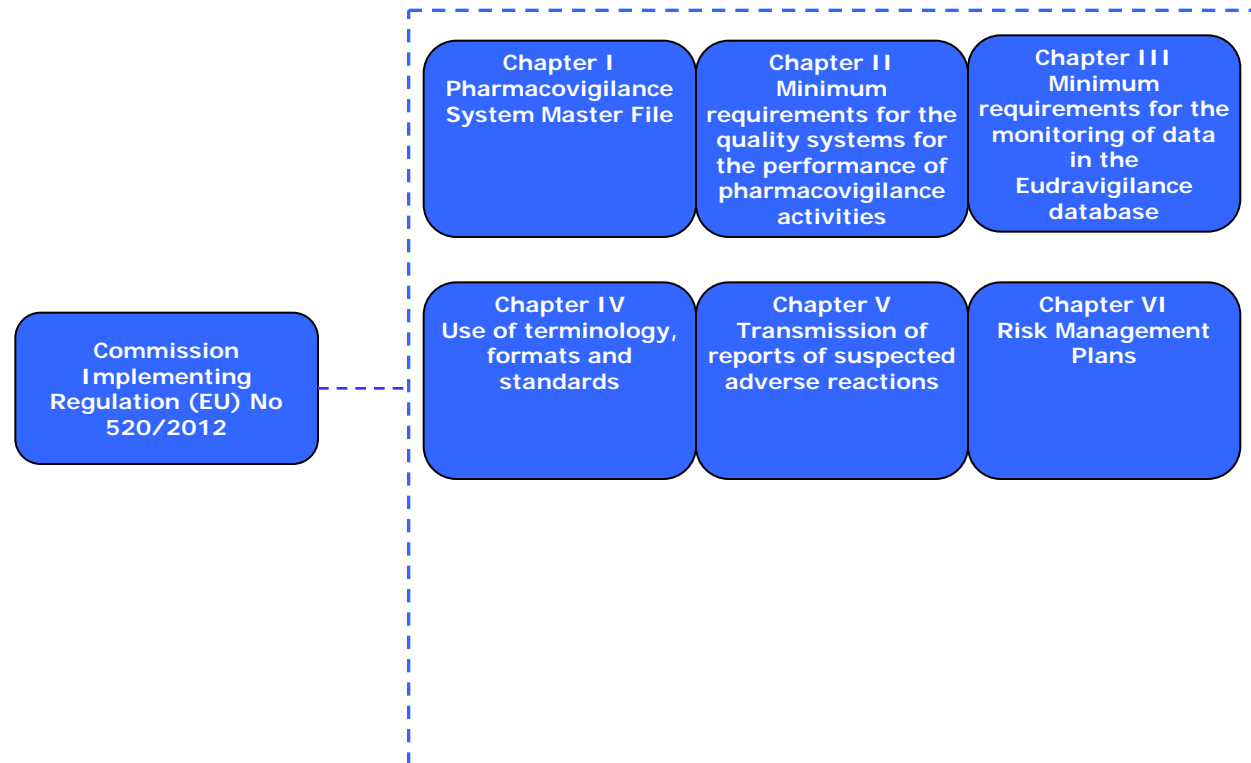 Chapter I
Pharmacovigilance
System Master File
Chapter II
Minimum
requirements for the
quality systems for
the performance of
pharmacovigilance
activities
Chapter III
Minimum
requirements for the
monitoring of data
in the
Eudravigilance
database
Commission
Implementing
Regulation (EU) No
520/2012
Chapter IV
Use of terminology,
formats and
standards
Chapter V
Transmission of
reports of suspected
adverse reactions
Chapter VI
Risk Management
Plans